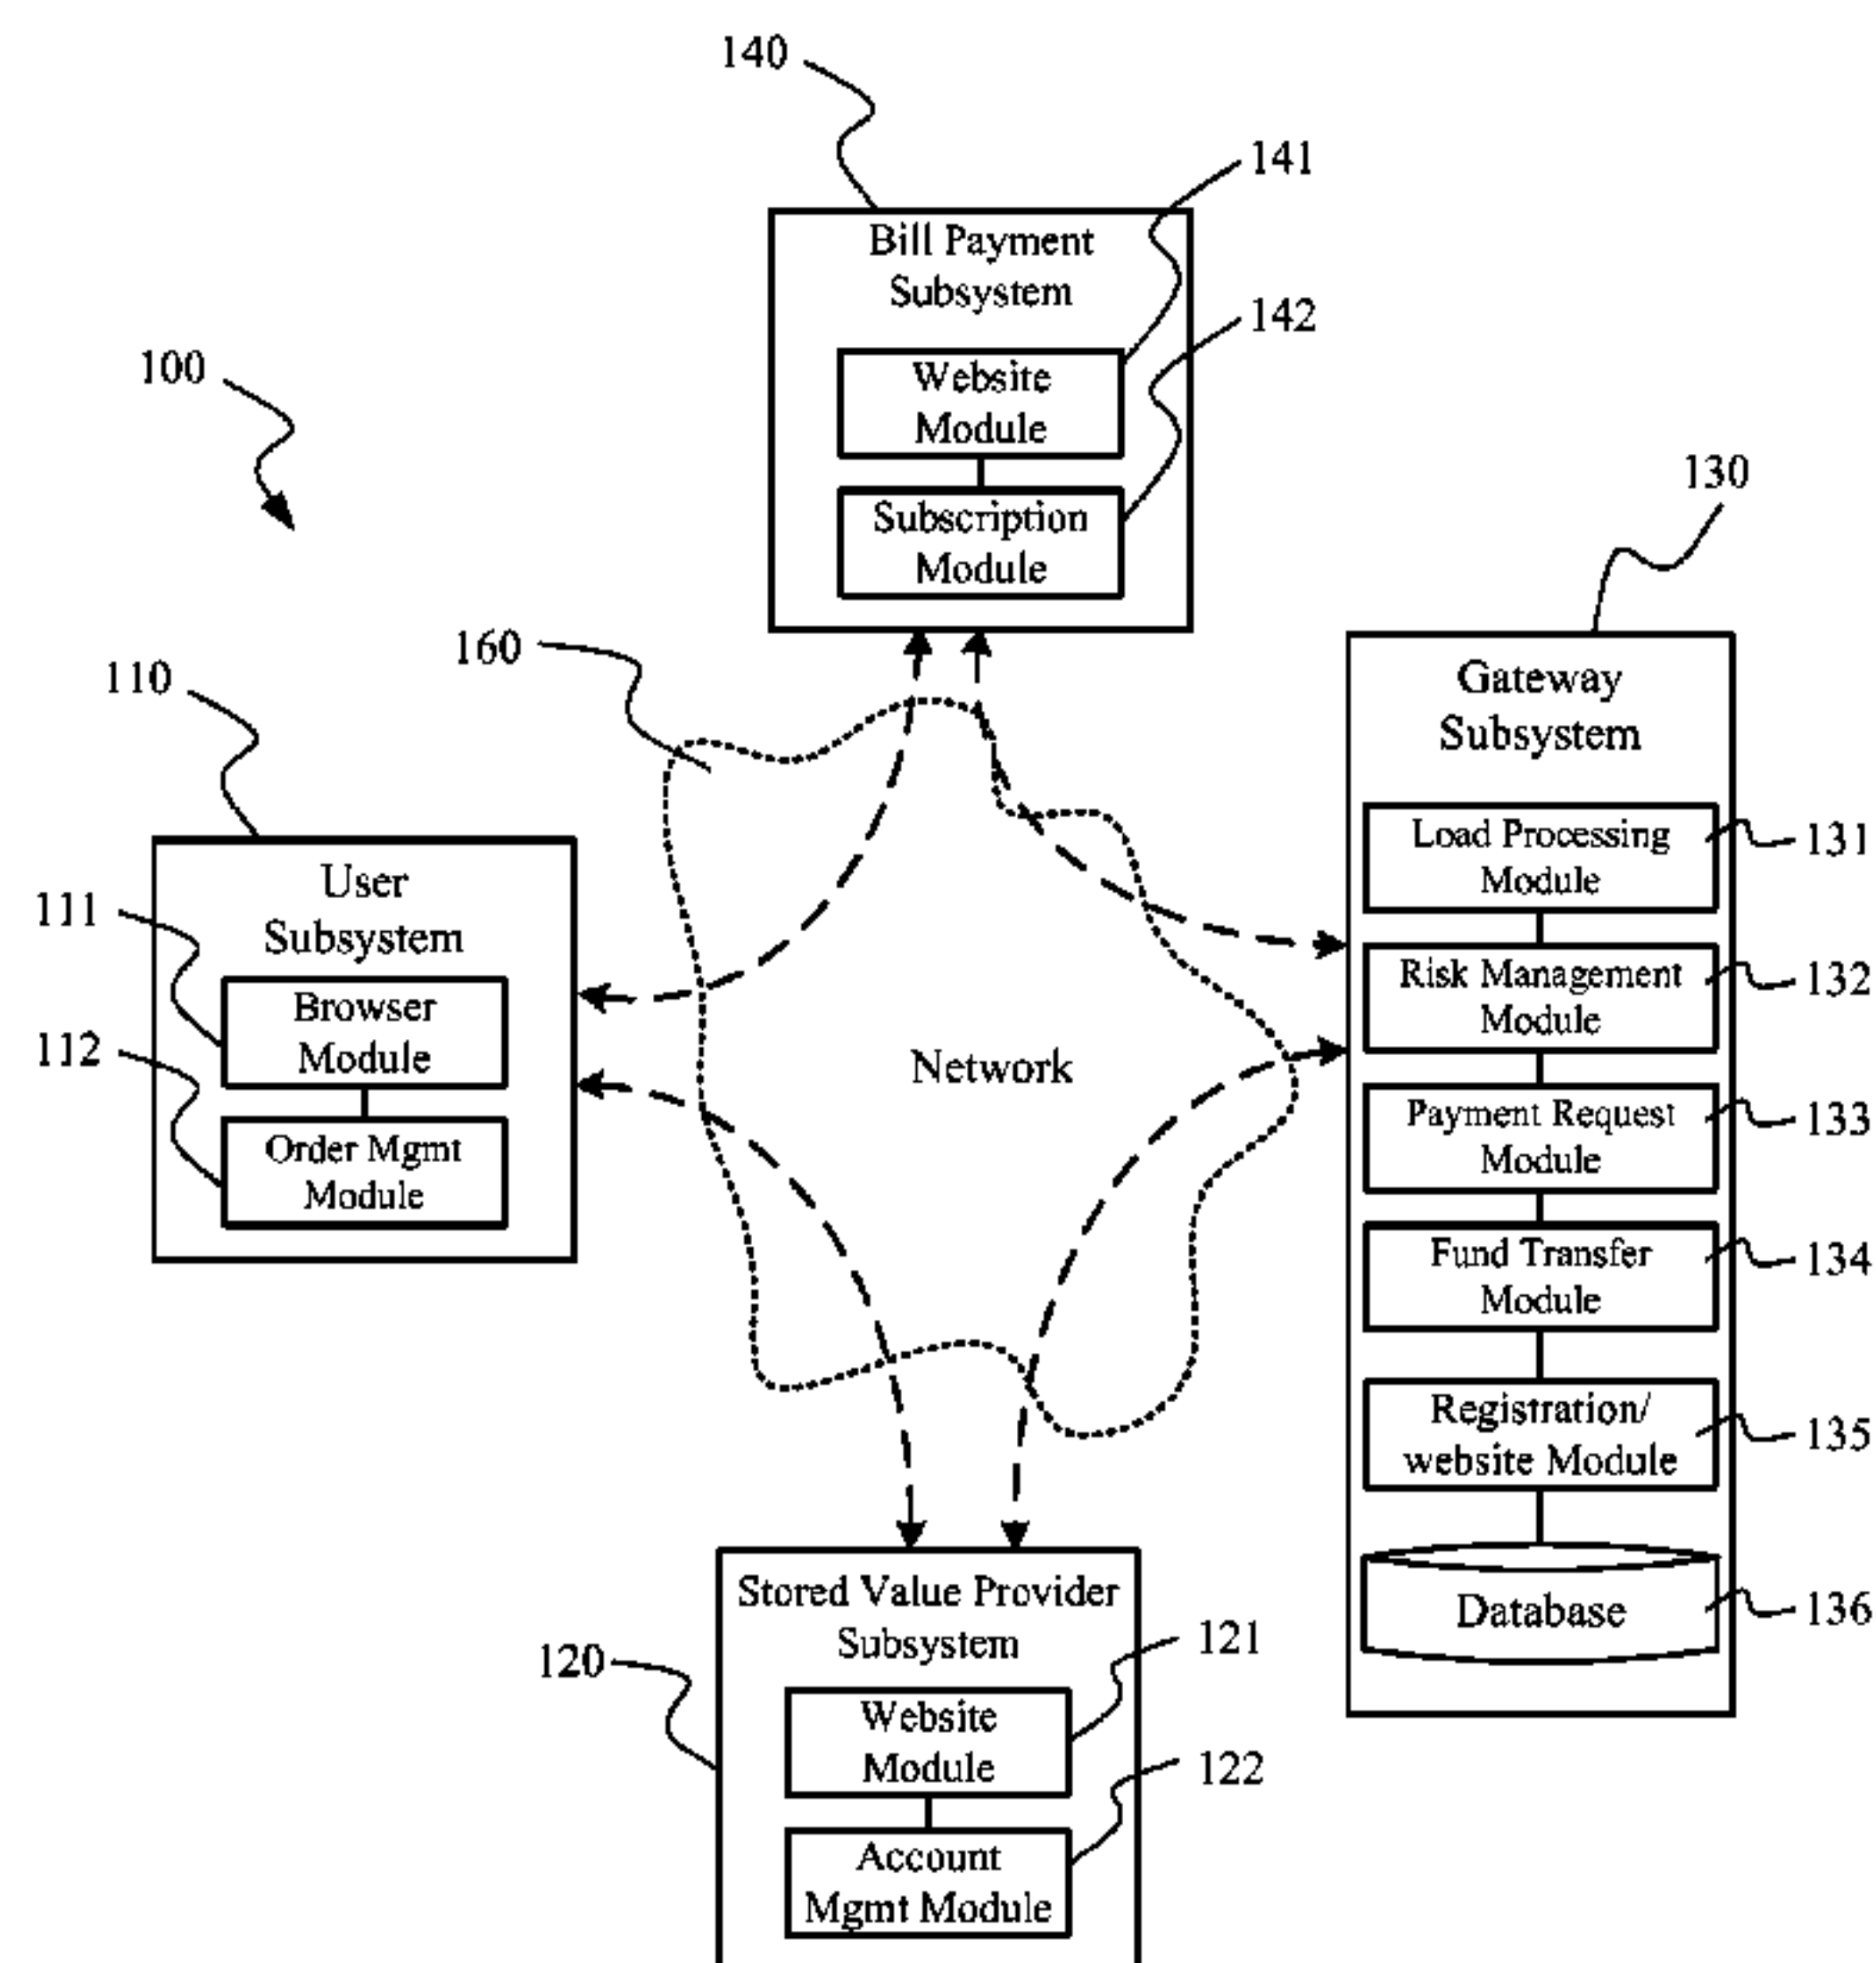 140
141
Bill Payment
Subsystem
142
Website
Module
Subscription
Module
100
130
160
110
Gateway
Subsystem
Load Processing
Module
131
Risk Management
Module
132
Payment Request
Module
133
Fund Transfer
Module
134
Registration/
website Module
135
Database
136
User
Subsystem
111
Browser
Module
112
Order Mgmt
Module
Network
Stored Value Provider
Subsystem
120
121
Website
Module
122
Account
Mgmt Module